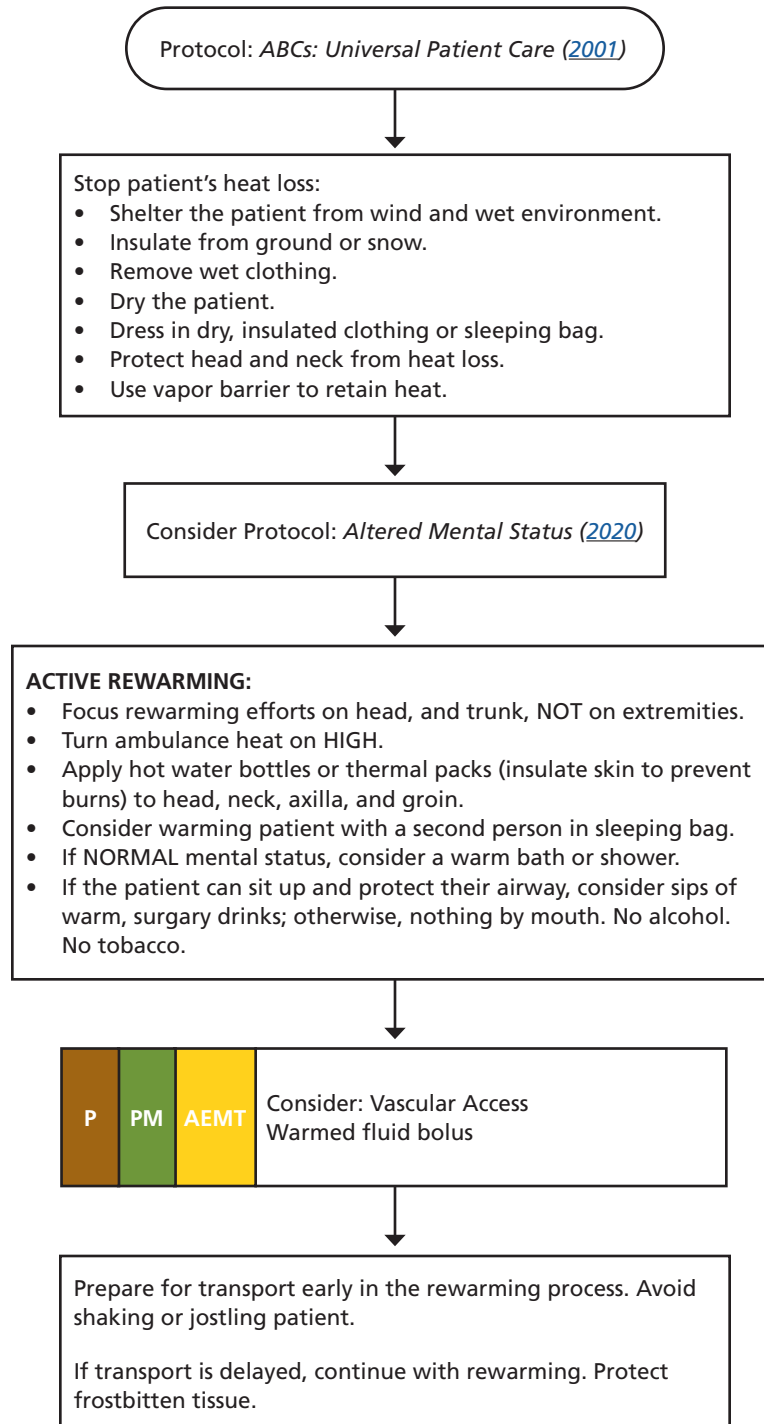 Protocol: ABCs: Universal Patient Care (2001)
Stop patient's heat loss:
• Shelter the patient from wind and wet environment.
• Insulate from ground or snow.
• Remove wet clothing.
• Dry the patient.
• Dress in dry, insulated clothing or sleeping bag.
• Protect head and neck from heat loss.
• Use vapor barrier to retain heat.
Consider Protocol: Altered Mental Status (2020)
ACTIVE REWARMING:
• Focus rewarming efforts on head, and trunk, NOT on extremities.
• Turn ambulance heat on HIGH.
• Apply hot water bottles or thermal packs (insulate skin to prevent
burns) to head, neck, axilla, and groin.
• Consider warming patient with a second person in sleeping bag.
• If NORMAL mental status, consider a warm bath or shower.
• If the patient can sit up and protect their airway, consider sips of
warm, surgary drinks; otherwise, nothing by mouth. No alcohol.
No tobacco.
P PM AEMT
Consider: Vascular Access
Warmed fluid bolus
Prepare for transport early in the rewarming process. Avoid
shaking or jostling patient.
If transport is delayed, continue with rewarming. Protect
frostbitten tissue.